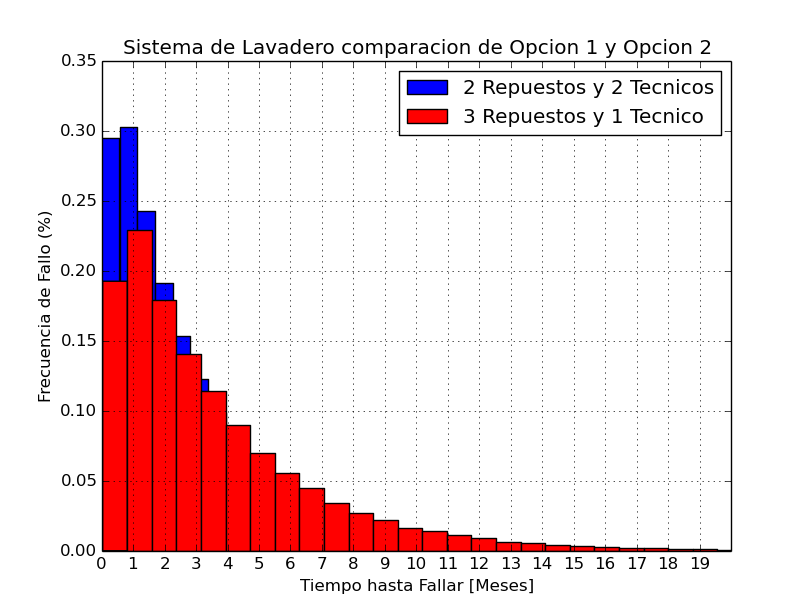 Sistema de Lavadero comparacion de Opcion 1 y Opcion 2
2 Repuestos y 2 Tecnicos
3 Repuestos y 1 Tecnico
Frecuencia de Fallo (%)
0.35
0.30
0.25
0.20
0.15
0.10
0.05
0.00
0 1 2 3 4 5 6 7 8 9 10 11 12 13 14 15 16 17 18 19
Tiempo hasta Fallar [Meses]